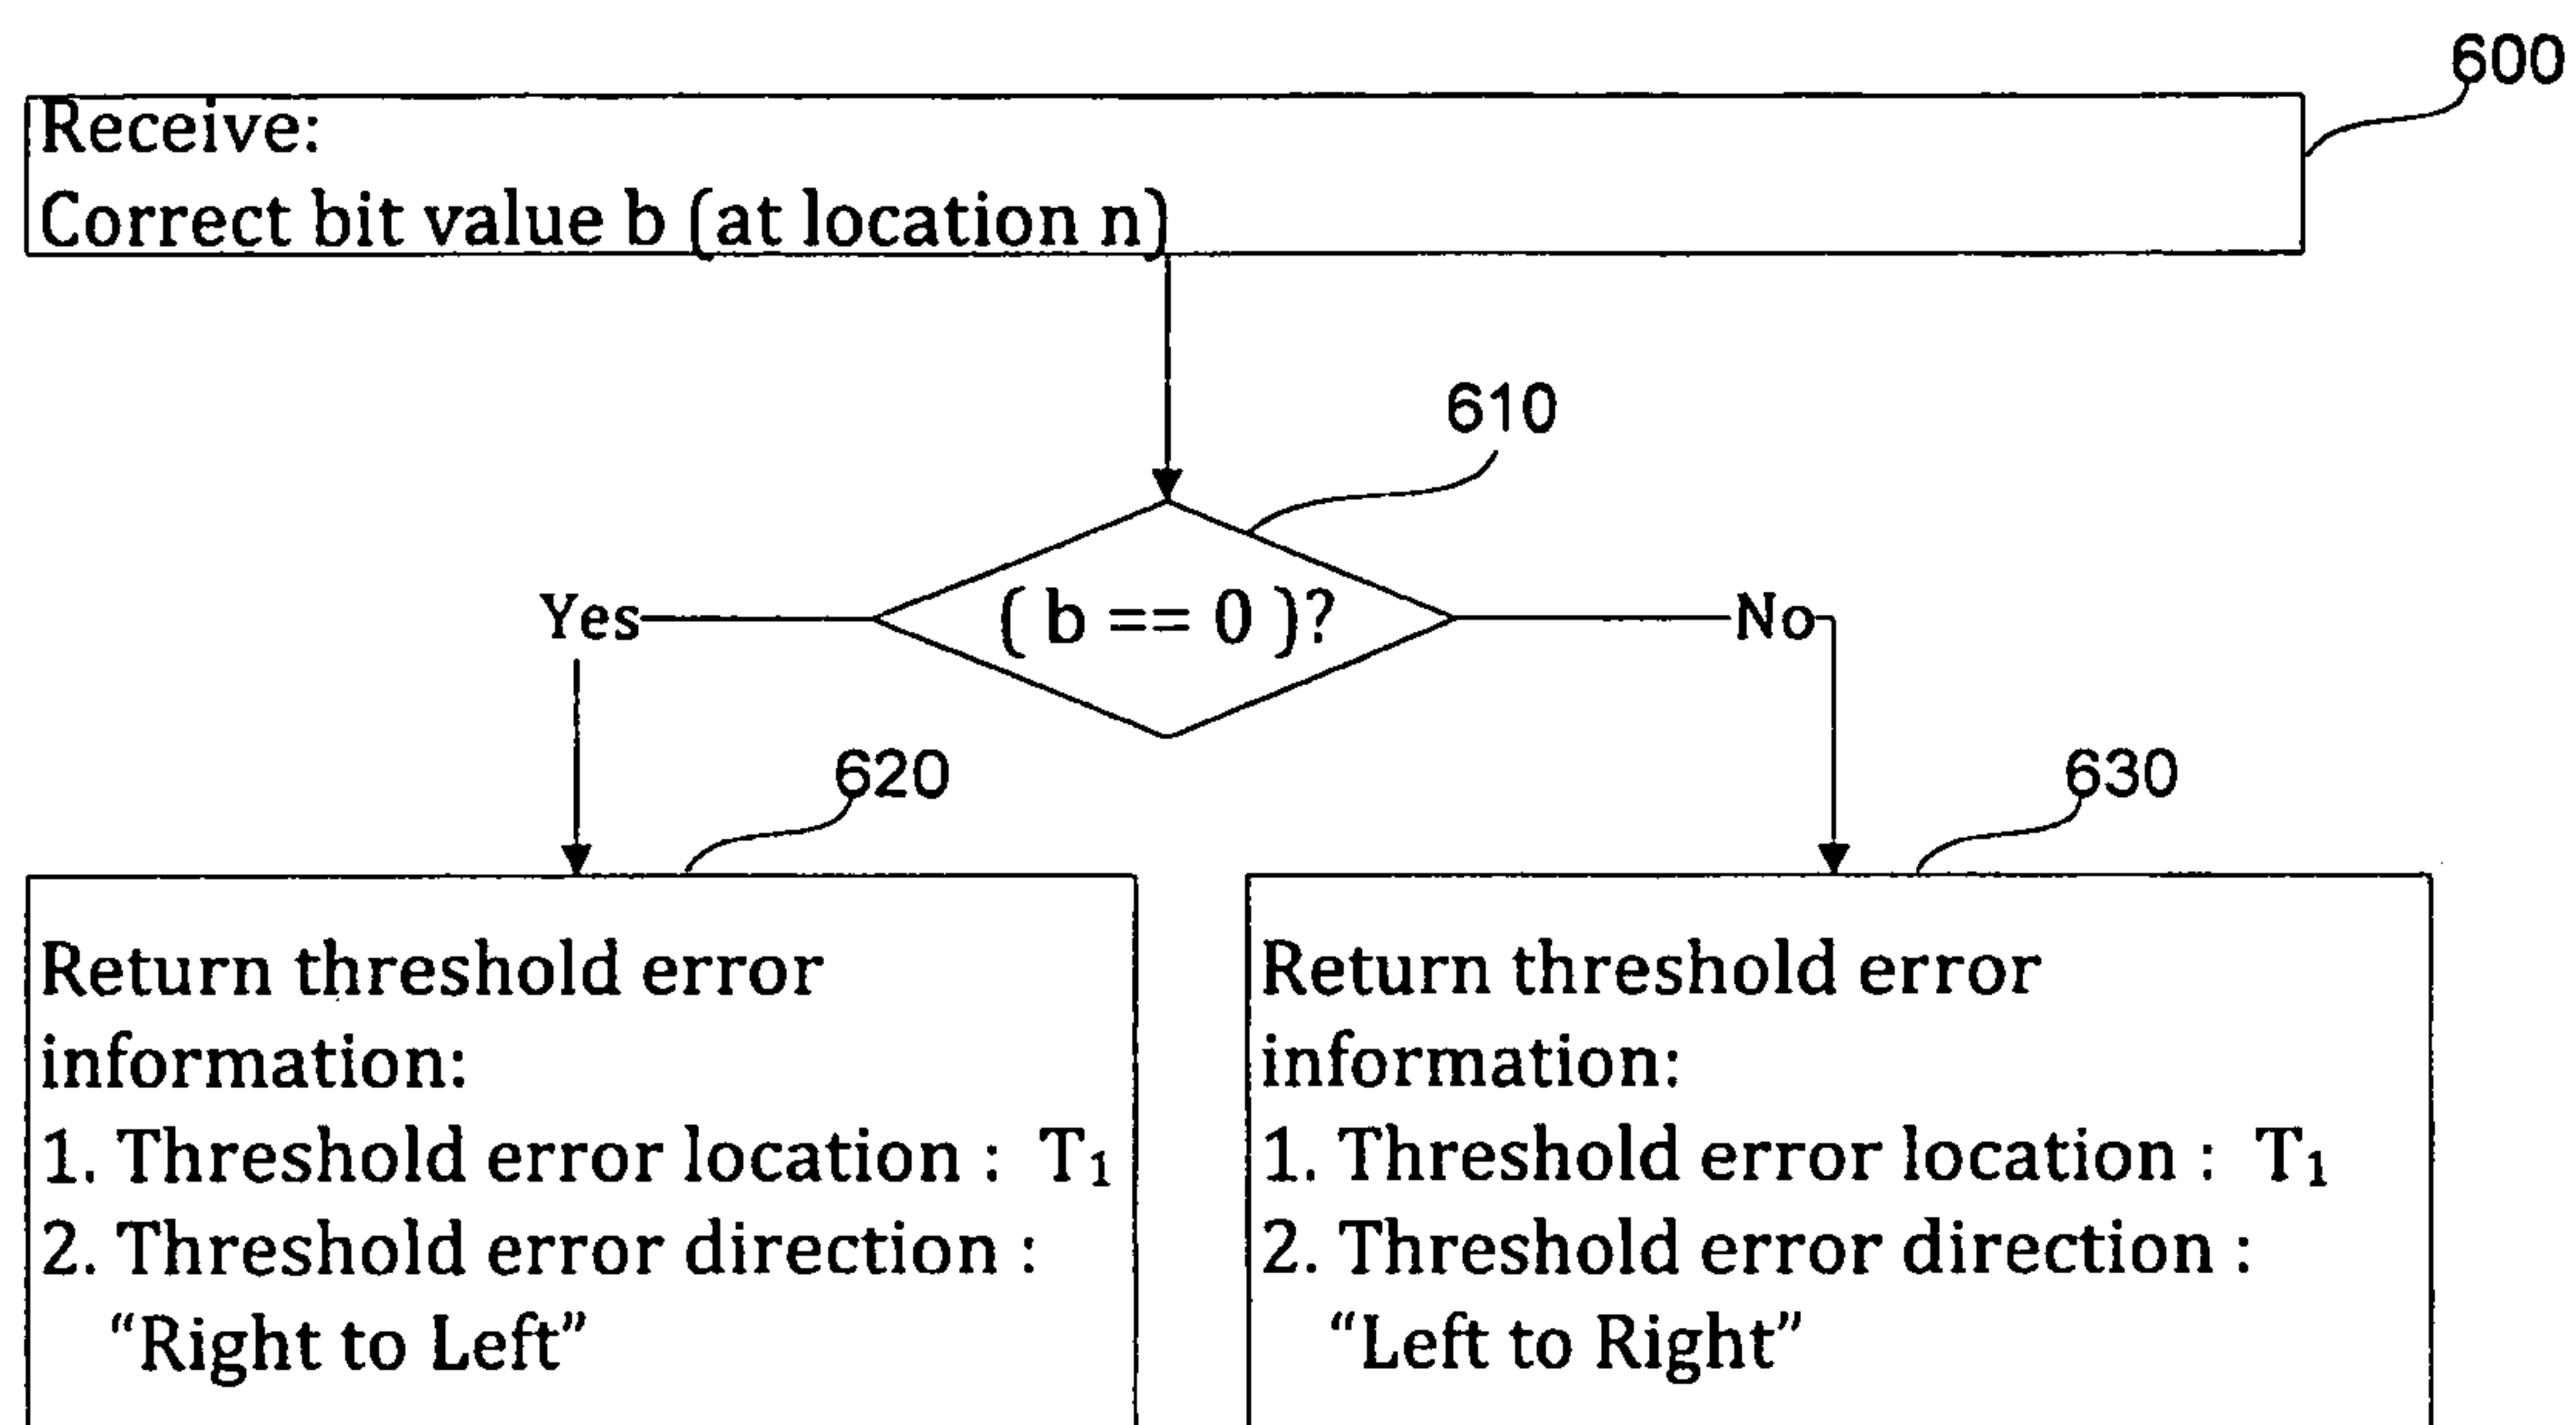 600
Receive:
Correct bit value b (at location n)
610
( b == 0 )?
Yes
No
620
Return threshold error
information:
1. Threshold error location : T₁
2. Threshold error direction :
“Right to Left”
630
Return threshold error
information:
1. Threshold error location : T₁
2. Threshold error direction :
“Left to Right”